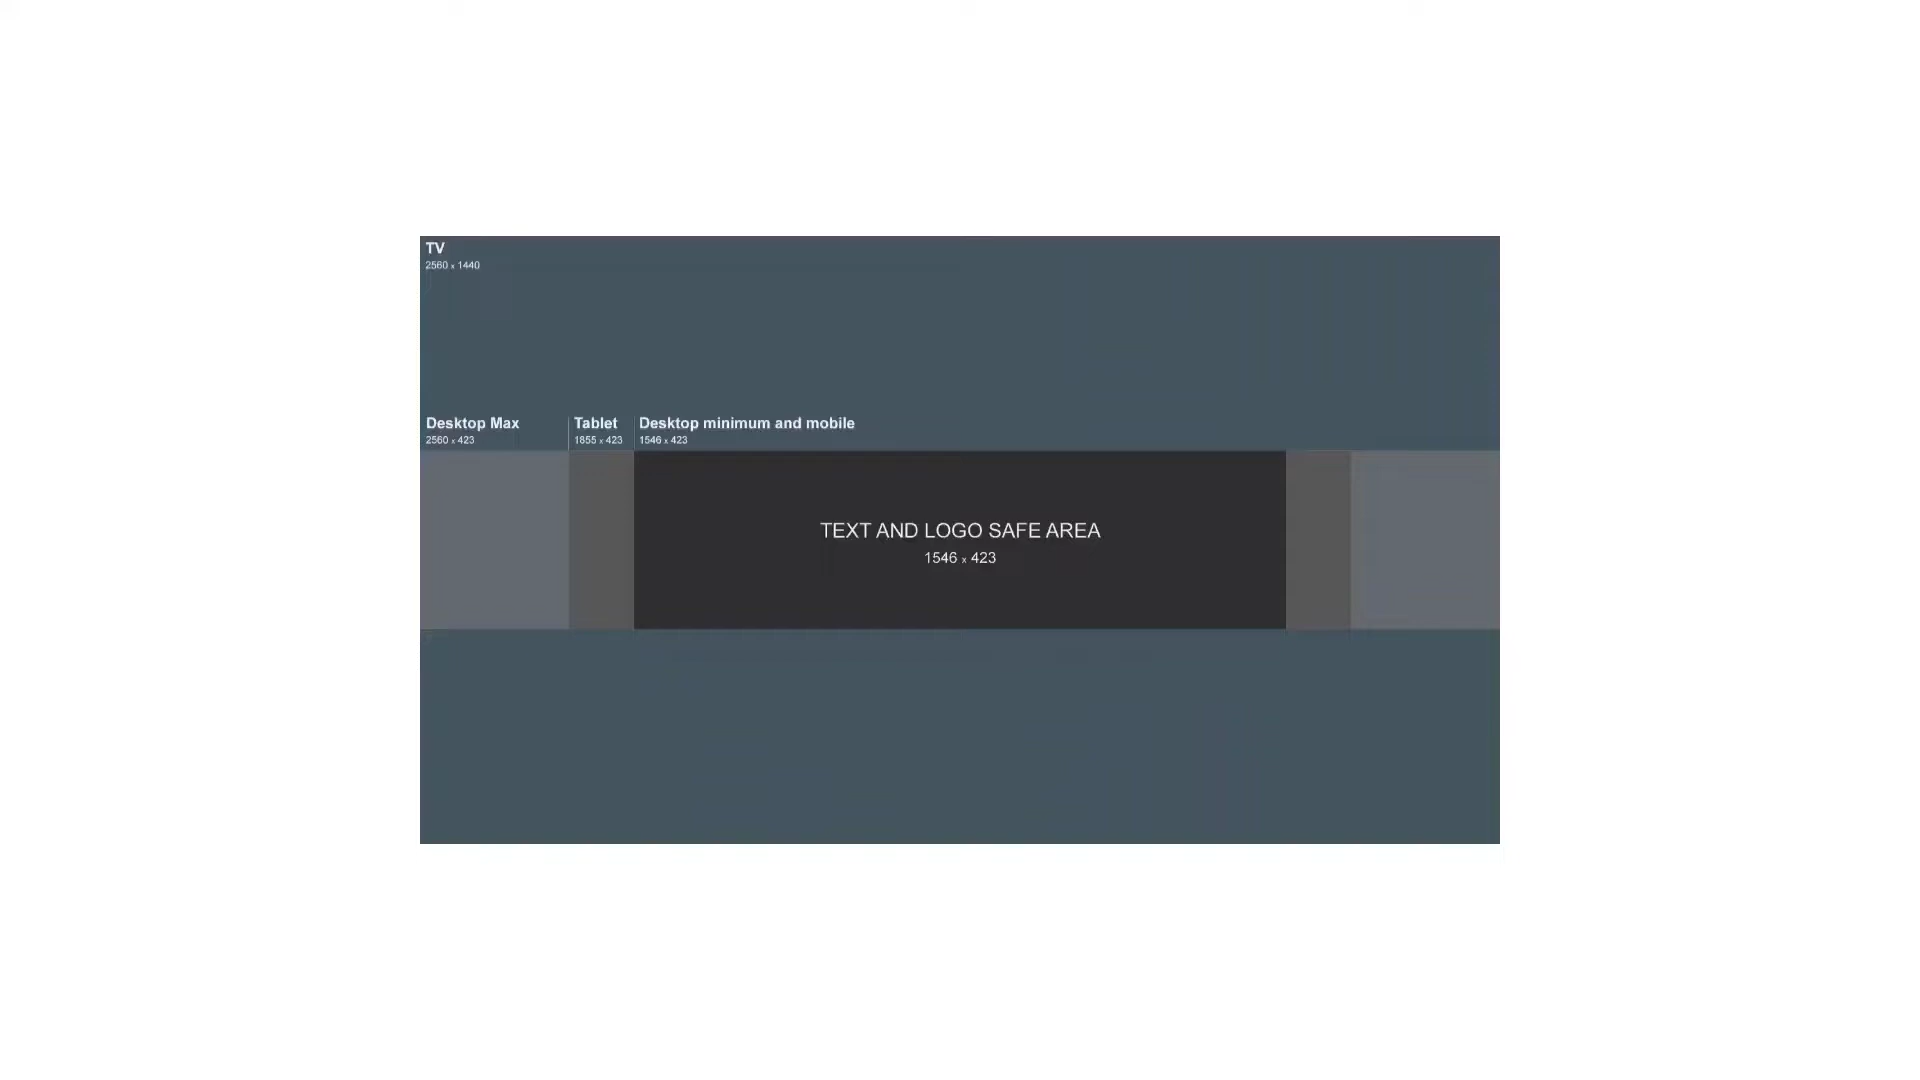 TV
2560 x 1440
Desktop Max
2560 x 423
Tablet
1855 x 423
Desktop minimum and mobile
1546 x 423
TEXT AND LOGO SAFE AREA
1546 x 423